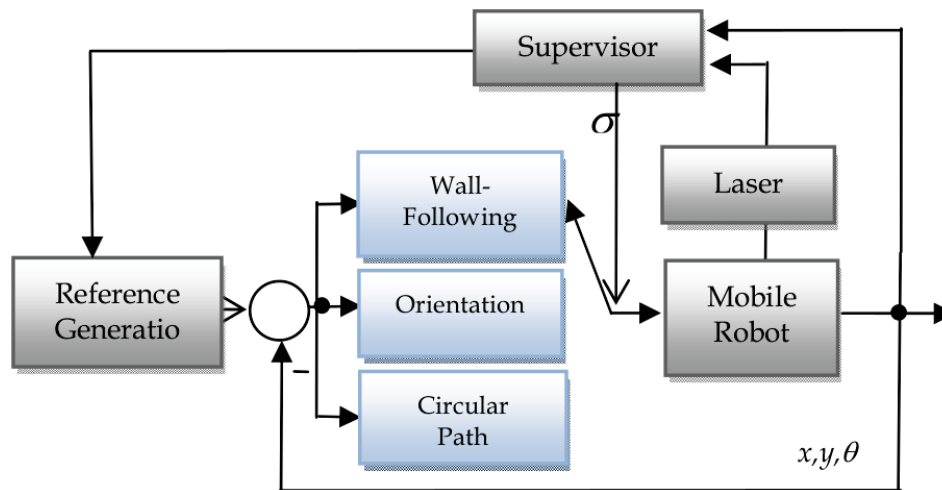 Supervisor
σ
Wall-
Following
Laser
Reference
Generatio
Orientation
Mobile
Robot
–
Circular
Path
x,y,θ